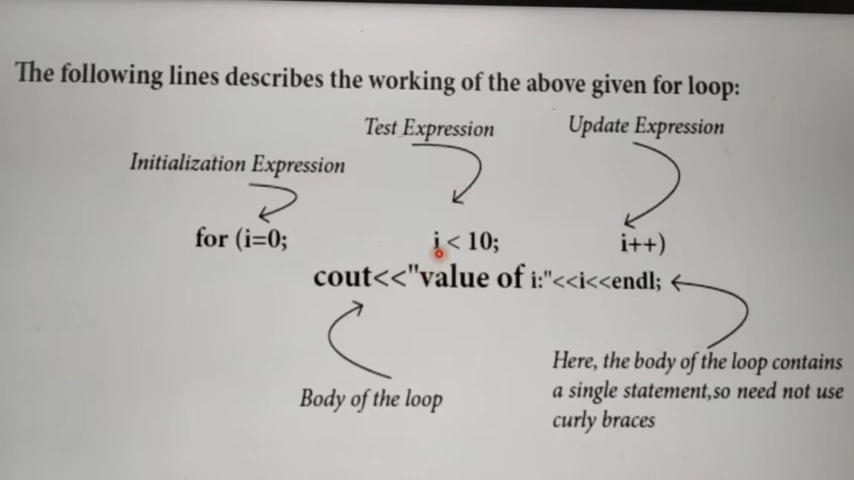 The following lines describes the working of the above given for loop:
Test Expression
Update Expression
Initialization Expression
for (i=0; i < 10; i++)
cout<<"value of i:"<<i<<endl;
Here, the body of the loop contains
a single statement,so need not use
curly braces
Body of the loop